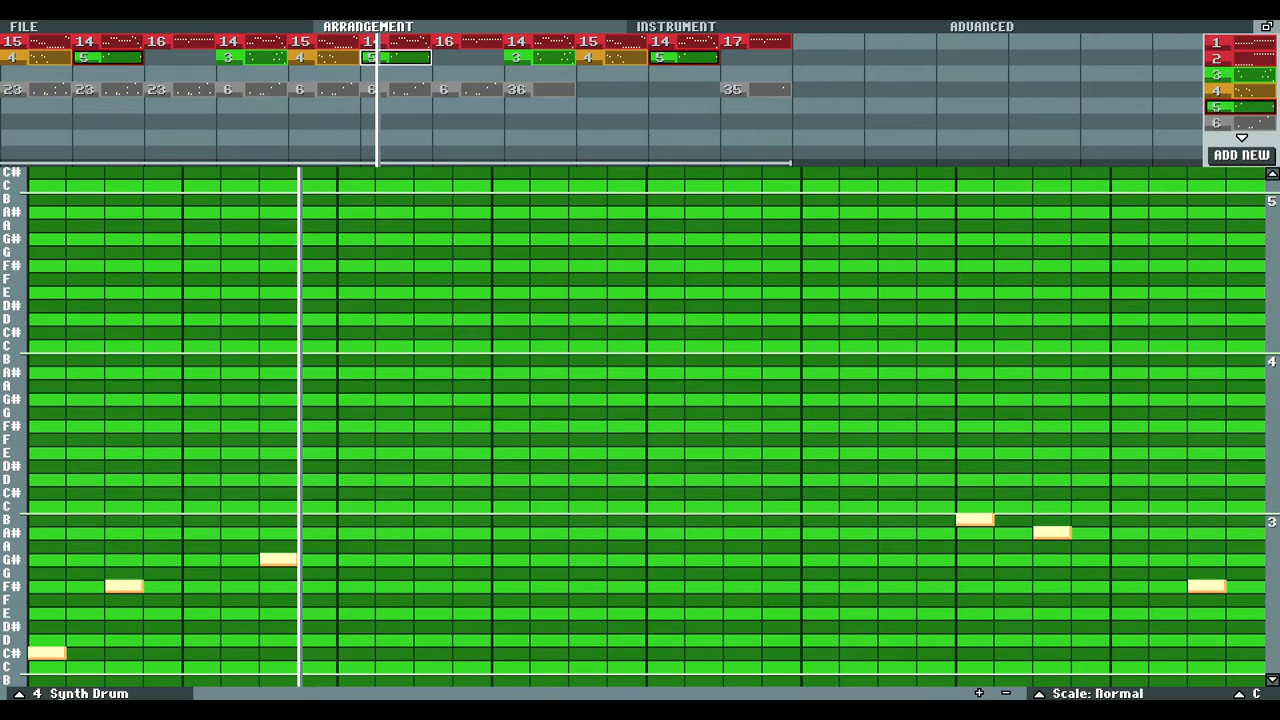 FILE ARRANGEMENT INSTRUMENT ADVANCED
15 14 16 14 15 14 16 14 15 14 17 1
4 5 3 4 5 3 4 5 2
3
23 23 23 6 6 6 6 36 35 4
5
6
ADD NEW
C#
C
B 5
A#
A
G#
G
F#
F
E
D#
D
C#
C
B 4
A#
A
G#
G
F#
F
E
D#
D
C#
C
B 3
A#
A
G#
G
F#
F
E
D#
D
C#
C
B
4 Synth Drum + - Scale: Normal C